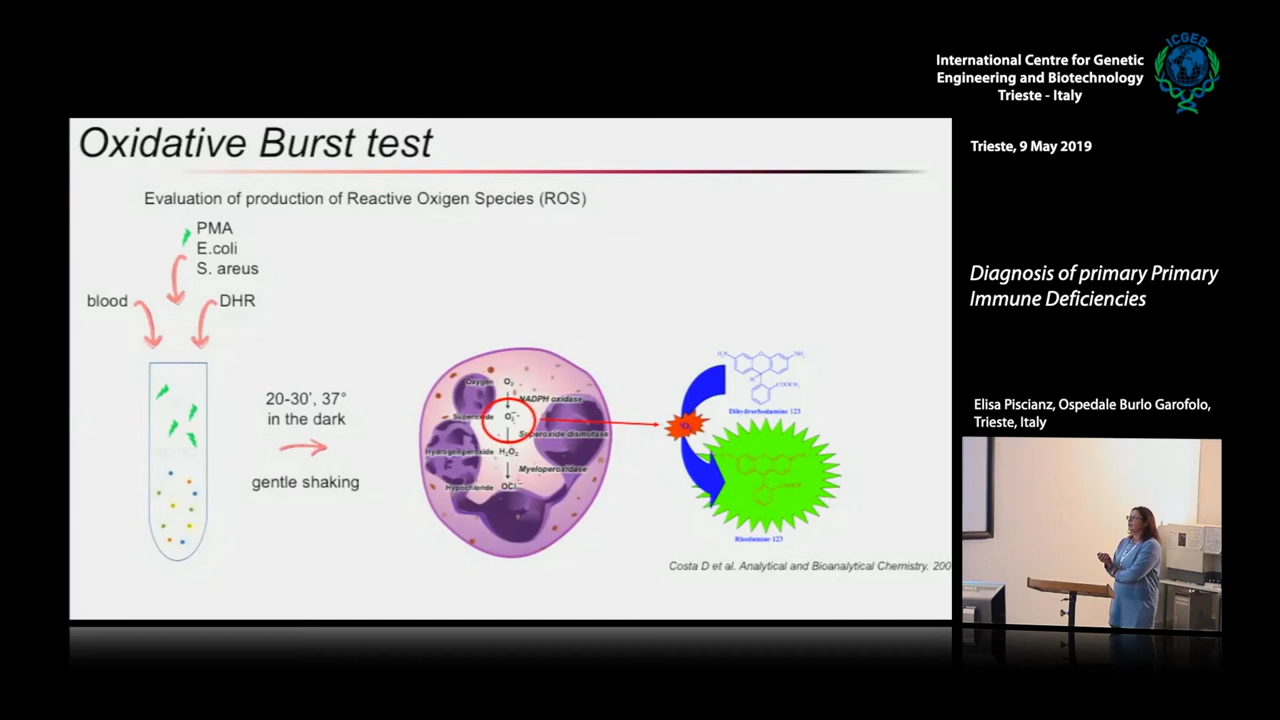 International Centre for Genetic
Engineering and Biotechnology
Trieste - Italy
ICGEB
Trieste, 9 May 2019
Oxidative Burst test
Evaluation of production of Reactive Oxigen Species (ROS)
PMA
E.coli
S. areus
blood
DHR
20-30', 37°
in the dark
gentle shaking
Oxygen O₂
NADPH oxidase
Superoxide O₂⁻·
Superoxide dismutase
Hydrogen peroxide H₂O₂
Myeloperoxidase
Hypochloride OCl⁻
H₂N O NH₂
H
COOCH₃
Dihydrorhodamine 123
Rhodamine 123
Costa D et al. Analytical and Bioanalytical Chemistry. 200
Diagnosis of primary Primary
Immune Deficiencies
Elisa Piscianz, Ospedale Burlo Garofolo,
Trieste, Italy